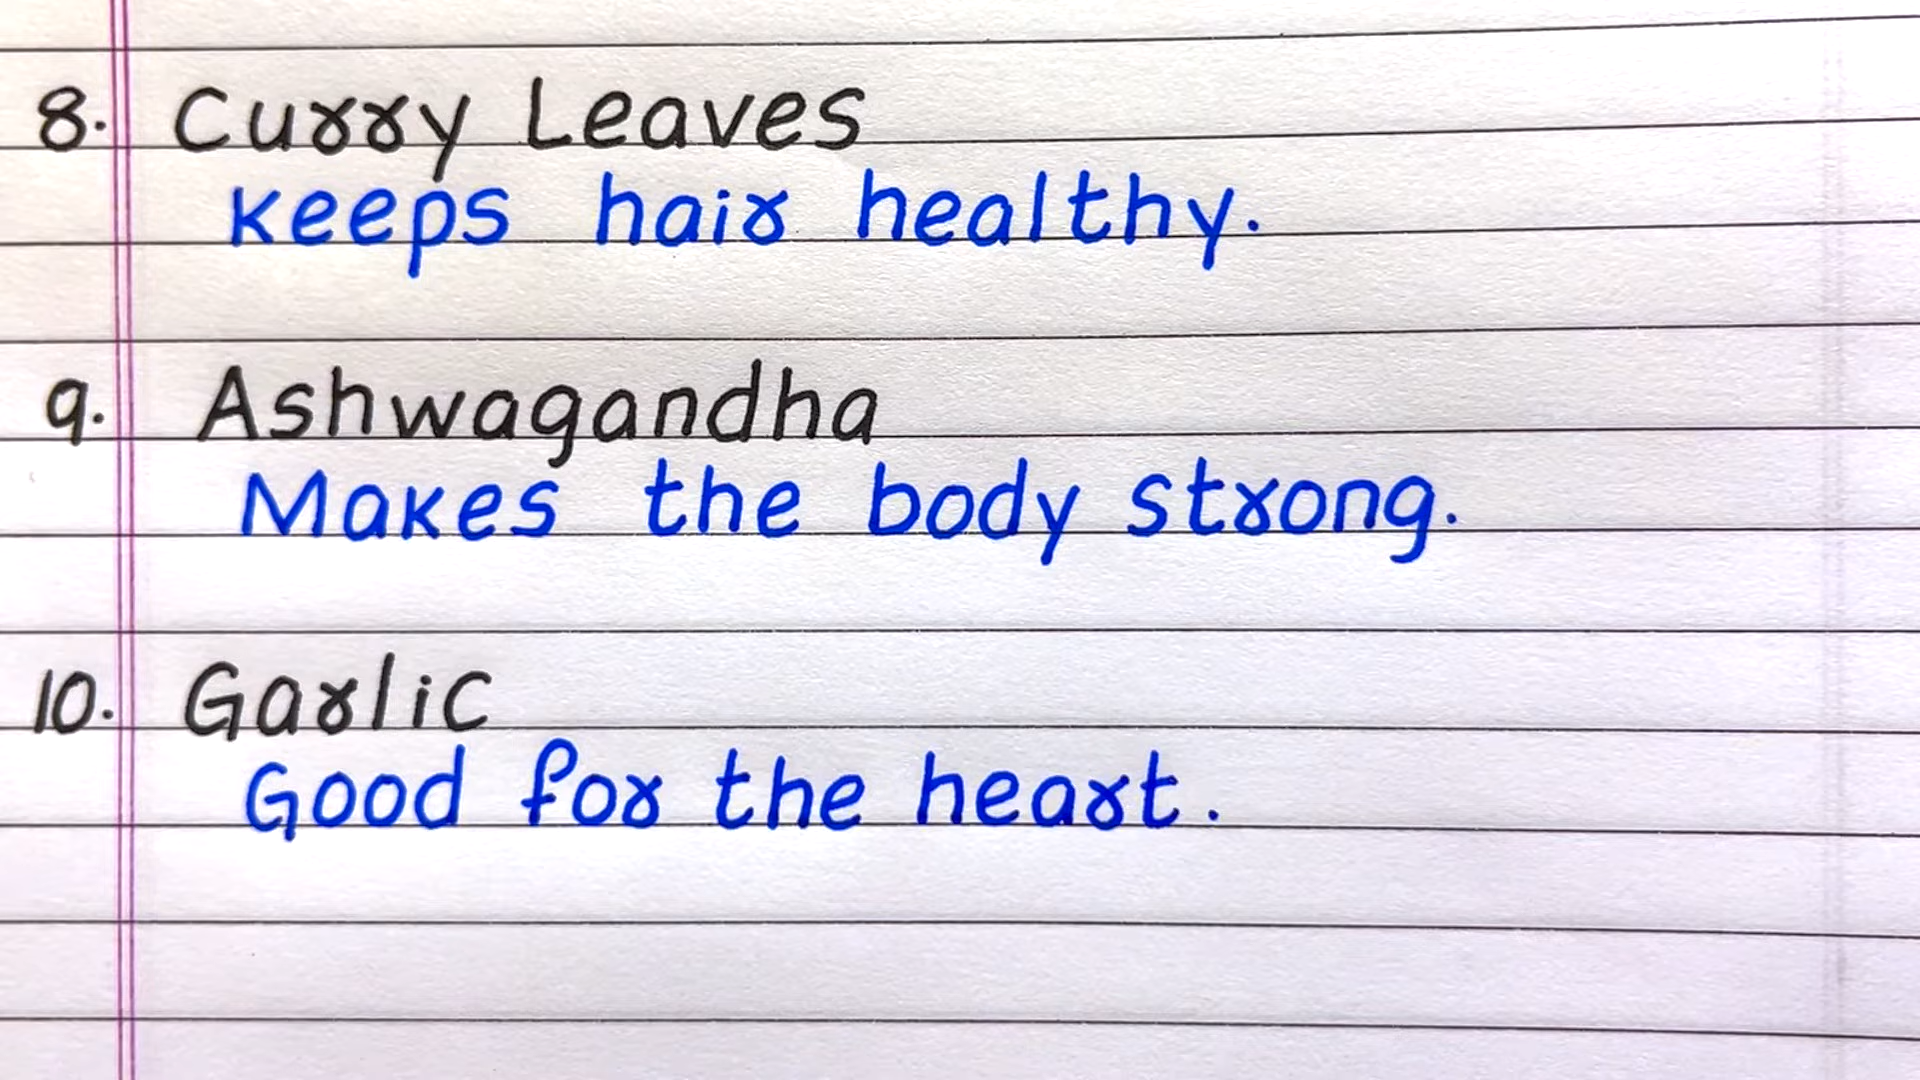 8. Curry Leaves
keeps hair healthy.
9. Ashwagandha
Makes the body strong.
10. Garlic
Good for the heart.